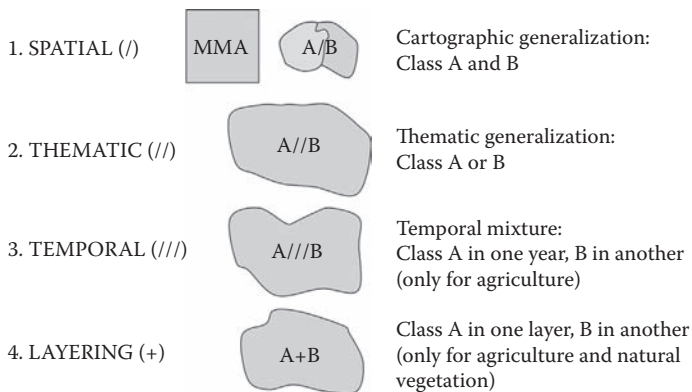 1. SPATIAL (/)
MMA
A/B
Cartographic generalization:
Class A and B
2. THEMATIC (//)
A//B
Thematic generalization:
Class A or B
3. TEMPORAL (///)
A///B
Temporal mixture:
Class A in one year, B in another
(only for agriculture)
4. LAYERING (+)
A+B
Class A in one layer, B in another
(only for agriculture and natural
vegetation)